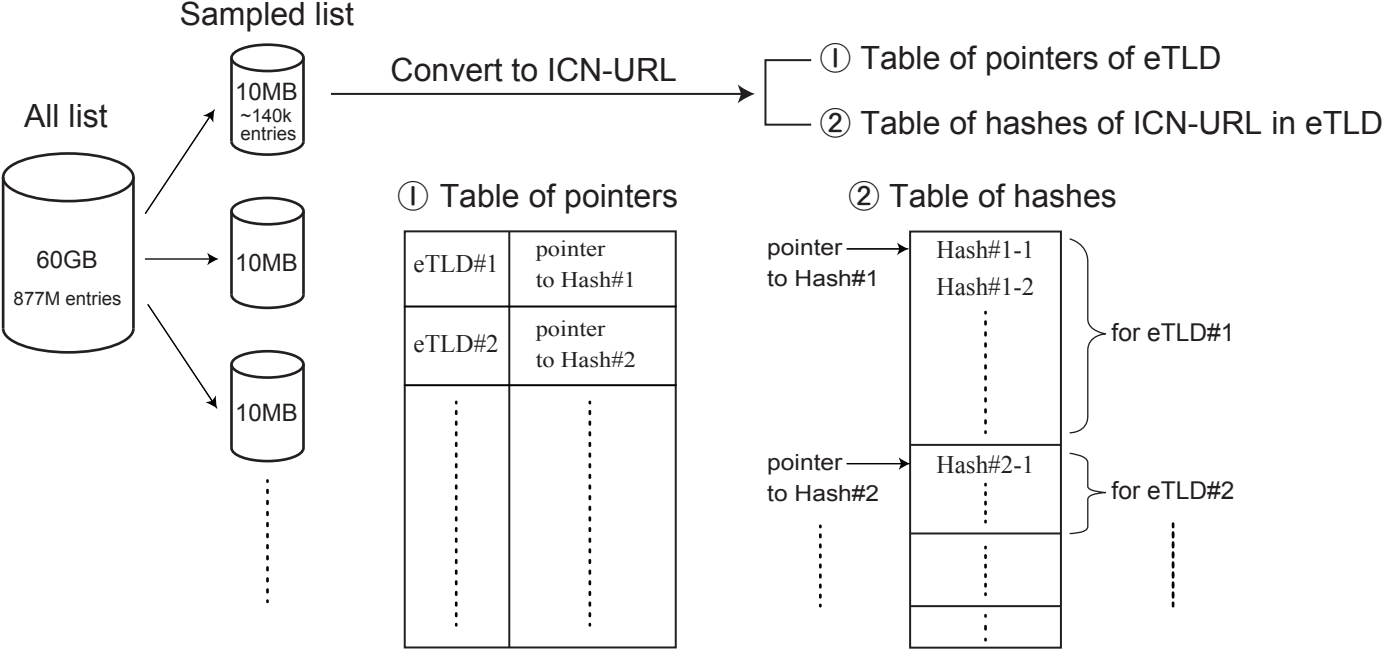 Sampled list
All list
60GB
877M entries
10MB
~140k
entries
10MB
10MB
Convert to ICN-URL
① Table of pointers of eTLD
② Table of hashes of ICN-URL in eTLD
① Table of pointers
eTLD#1
pointer
to Hash#1
eTLD#2
pointer
to Hash#2
② Table of hashes
pointer
to Hash#1
Hash#1-1
Hash#1-2
for eTLD#1
pointer
to Hash#2
Hash#2-1
for eTLD#2